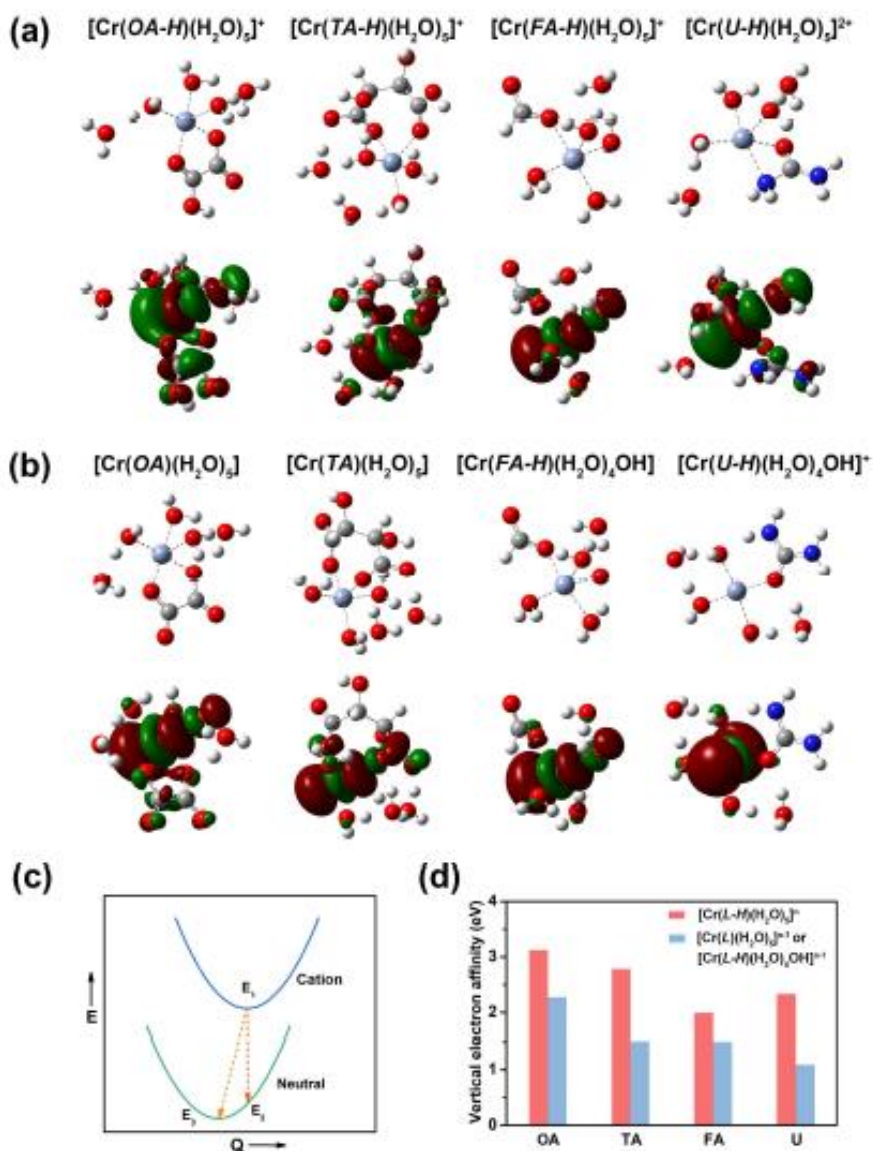 (a)
[Cr(OA-H)(H₂O)₅]⁺ [Cr(TA-H)(H₂O)₅]⁺ [Cr(FA-H)(H₂O)₅]⁺ [Cr(U-H)(H₂O)₅]²⁺
(b)
[Cr(OA)(H₂O)₅] [Cr(TA)(H₂O)₅] [Cr(FA-H)(H₂O)₄OH] [Cr(U-H)(H₂O)₄OH]⁺
(c)
E
E₁
Cation
Neutral
E₂
Q
(d)
Vertical electron affinity (eV)
4
3
2
1
0
[Cr(L-H)(H₂O)₅]ⁿ
[Cr(L)(H₂O)₅]ⁿ⁻¹ or
[Cr(L-H)(H₂O)₄OH]ⁿ⁻¹
OA TA FA U